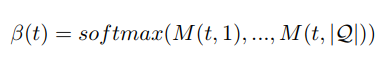 β(t) = softmax(M(t, 1), ..., M(t, |𝒬|))